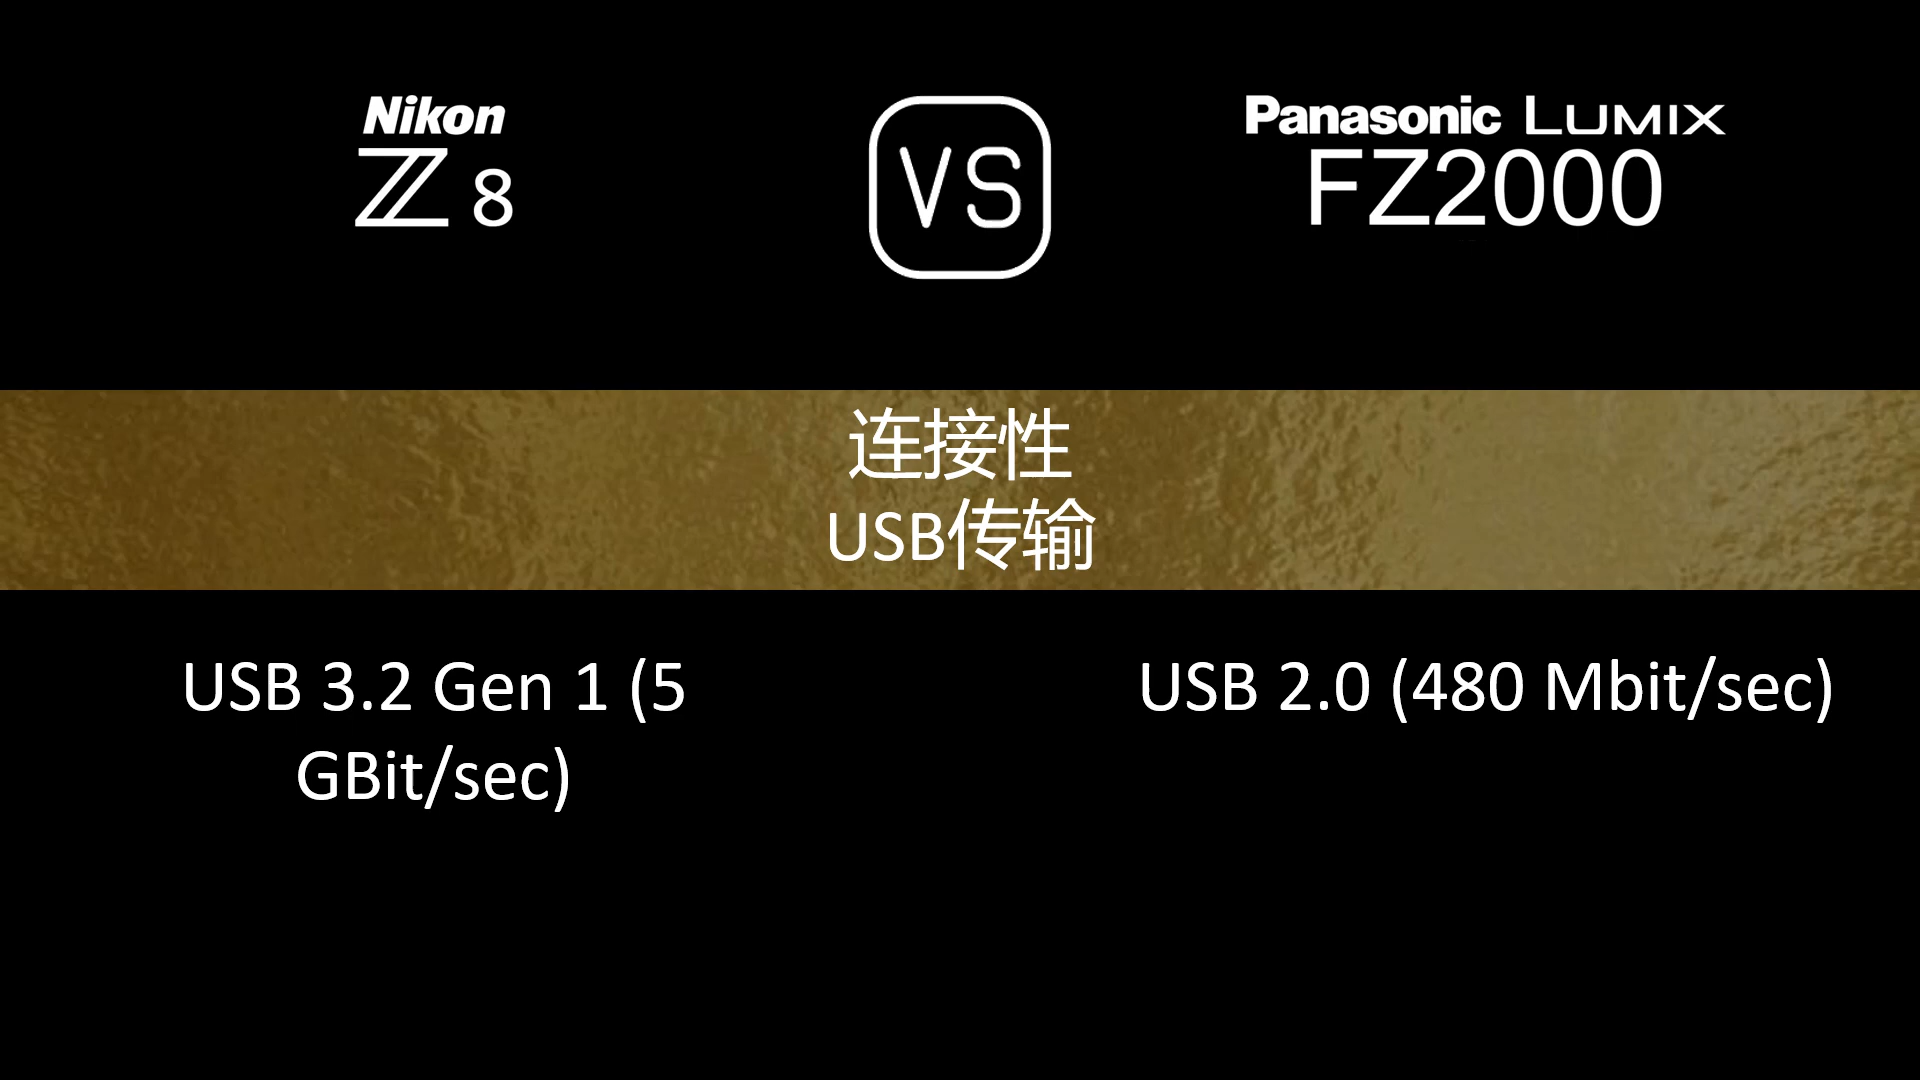 Nikon
Z 8
VS
Panasonic LUMIX
FZ2000
连接性
USB传输
USB 3.2 Gen 1 (5
GBit/sec)
USB 2.0 (480 Mbit/sec)